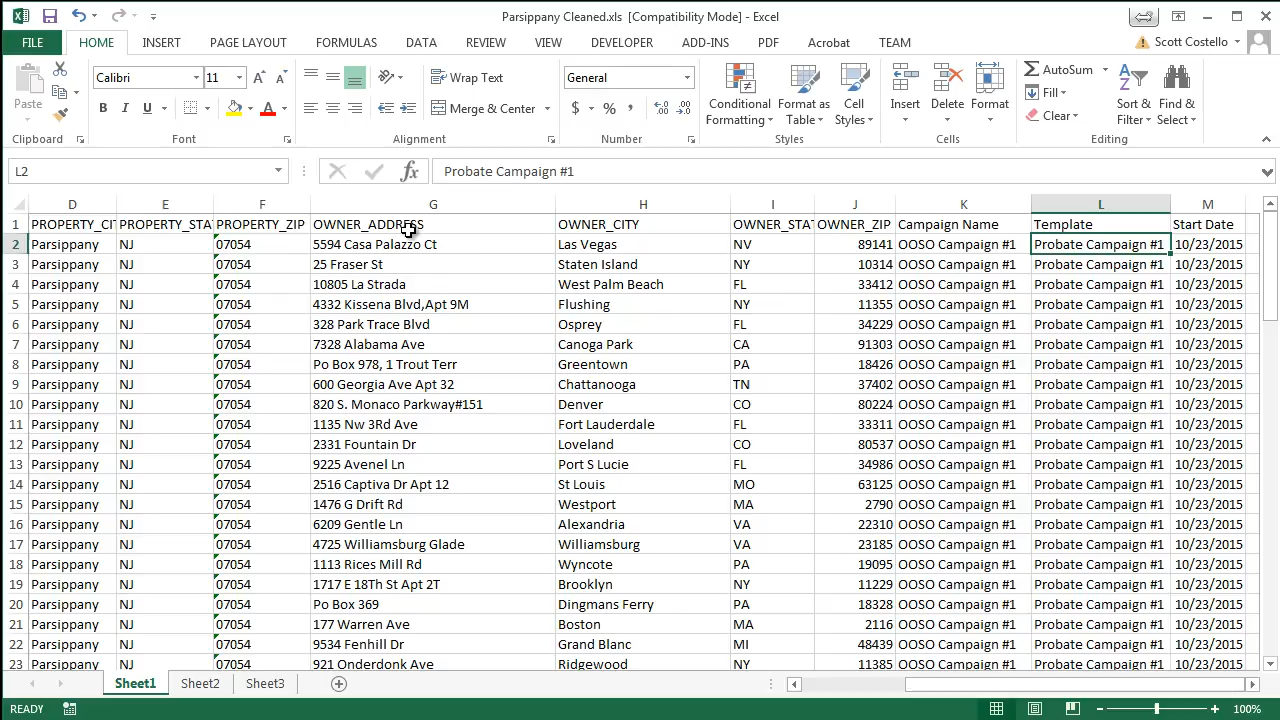 Parsippany Cleaned.xls  [Compatibility Mode] - Excel
FILE HOME INSERT PAGE LAYOUT FORMULAS DATA REVIEW VIEW DEVELOPER ADD-INS PDF Acrobat TEAM Scott Costello
Paste
Clipboard
Calibri 11
B I U
Font
Wrap Text
Merge & Center
Alignment
General
$ % ,
Number
Conditional Formatting
Format as Table
Cell Styles
Styles
Insert Delete Format
Cells
AutoSum
Fill
Clear
Sort & Filter
Find & Select
Editing
L2 fx Probate Campaign #1
D E F G H I J K L M
1 PROPERTY_CI PROPERTY_STA PROPERTY_ZIP OWNER_ADDRESS OWNER_CITY OWNER_STA OWNER_ZIP Campaign Name Template Start Date
2 Parsippany NJ 07054 5594 Casa Palazzo Ct Las Vegas NV 89141 OOSO Campaign #1 Probate Campaign #1 10/23/2015
3 Parsippany NJ 07054 25 Fraser St Staten Island NY 10314 OOSO Campaign #1 Probate Campaign #1 10/23/2015
4 Parsippany NJ 07054 10805 La Strada West Palm Beach FL 33412 OOSO Campaign #1 Probate Campaign #1 10/23/2015
5 Parsippany NJ 07054 4332 Kissena Blvd,Apt 9M Flushing NY 11355 OOSO Campaign #1 Probate Campaign #1 10/23/2015
6 Parsippany NJ 07054 328 Park Trace Blvd Osprey FL 34229 OOSO Campaign #1 Probate Campaign #1 10/23/2015
7 Parsippany NJ 07054 7328 Alabama Ave Canoga Park CA 91303 OOSO Campaign #1 Probate Campaign #1 10/23/2015
8 Parsippany NJ 07054 Po Box 978, 1 Trout Terr Greentown PA 18426 OOSO Campaign #1 Probate Campaign #1 10/23/2015
9 Parsippany NJ 07054 600 Georgia Ave Apt 32 Chattanooga TN 37402 OOSO Campaign #1 Probate Campaign #1 10/23/2015
10 Parsippany NJ 07054 820 S. Monaco Parkway#151 Denver CO 80224 OOSO Campaign #1 Probate Campaign #1 10/23/2015
11 Parsippany NJ 07054 1135 Nw 3Rd Ave Fort Lauderdale FL 33311 OOSO Campaign #1 Probate Campaign #1 10/23/2015
12 Parsippany NJ 07054 2331 Fountain Dr Loveland CO 80537 OOSO Campaign #1 Probate Campaign #1 10/23/2015
13 Parsippany NJ 07054 9225 Avenel Ln Port S Lucie FL 34986 OOSO Campaign #1 Probate Campaign #1 10/23/2015
14 Parsippany NJ 07054 2516 Captiva Dr Apt 12 St Louis MO 63125 OOSO Campaign #1 Probate Campaign #1 10/23/2015
15 Parsippany NJ 07054 1476 G Drift Rd Westport MA 2790 OOSO Campaign #1 Probate Campaign #1 10/23/2015
16 Parsippany NJ 07054 6209 Gentle Ln Alexandria VA 22310 OOSO Campaign #1 Probate Campaign #1 10/23/2015
17 Parsippany NJ 07054 4725 Williamsburg Glade Williamsburg VA 23185 OOSO Campaign #1 Probate Campaign #1 10/23/2015
18 Parsippany NJ 07054 1113 Rices Mill Rd Wyncote PA 19095 OOSO Campaign #1 Probate Campaign #1 10/23/2015
19 Parsippany NJ 07054 1717 E 18Th St Apt 2T Brooklyn NY 11229 OOSO Campaign #1 Probate Campaign #1 10/23/2015
20 Parsippany NJ 07054 Po Box 369 Dingmans Ferry PA 18328 OOSO Campaign #1 Probate Campaign #1 10/23/2015
21 Parsippany NJ 07054 177 Warren Ave Boston MA 2116 OOSO Campaign #1 Probate Campaign #1 10/23/2015
22 Parsippany NJ 07054 9534 Fenhill Dr Grand Blanc MI 48439 OOSO Campaign #1 Probate Campaign #1 10/23/2015
23 Parsippany NJ 07054 921 Onderdonk Ave Ridgewood NY 11385 OOSO Campaign #1 Probate Campaign #1 10/23/2015
Sheet1 Sheet2 Sheet3
READY 100%